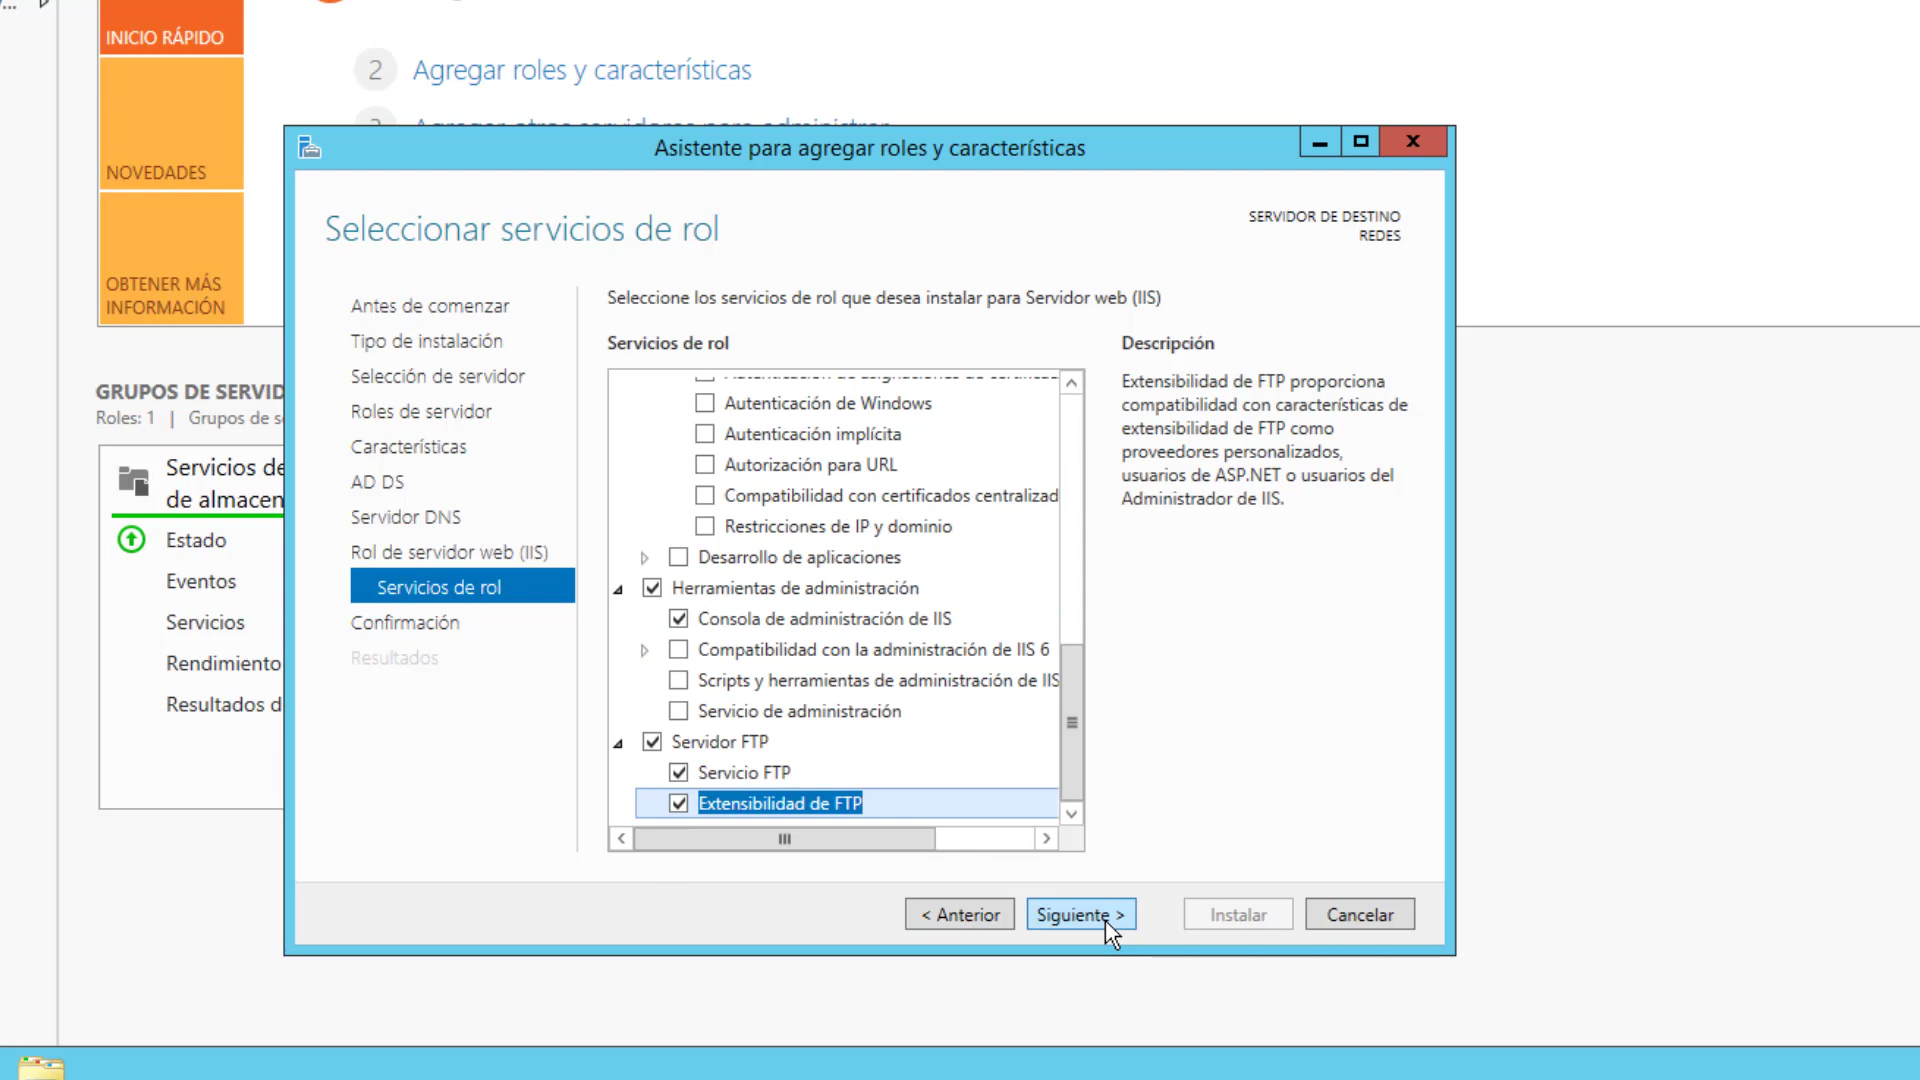 INICIO RÁPIDO
2 Agregar roles y características
NOVEDADES
OBTENER MÁS
INFORMACIÓN
GRUPOS DE SERVID
Roles: 1 | Grupos de se
Servicios de
de almacen
Estado
Eventos
Servicios
Rendimiento
Resultados d
Asistente para agregar roles y características
Seleccionar servicios de rol
SERVIDOR DE DESTINO
REDES
Antes de comenzar
Tipo de instalación
Selección de servidor
Roles de servidor
Características
AD DS
Servidor DNS
Rol de servidor web (IIS)
Servicios de rol
Confirmación
Resultados
Seleccione los servicios de rol que desea instalar para Servidor web (IIS)
Servicios de rol
Autenticación de Windows
Autenticación implícita
Autorización para URL
Compatibilidad con certificados centralizad
Restricciones de IP y dominio
Desarrollo de aplicaciones
Herramientas de administración
Consola de administración de IIS
Compatibilidad con la administración de IIS 6
Scripts y herramientas de administración de IIS
Servicio de administración
Servidor FTP
Servicio FTP
Extensibilidad de FTP
Descripción
Extensibilidad de FTP proporciona
compatibilidad con características de
extensibilidad de FTP como
proveedores personalizados,
usuarios de ASP.NET o usuarios del
Administrador de IIS.
< Anterior
Siguiente >
Instalar
Cancelar